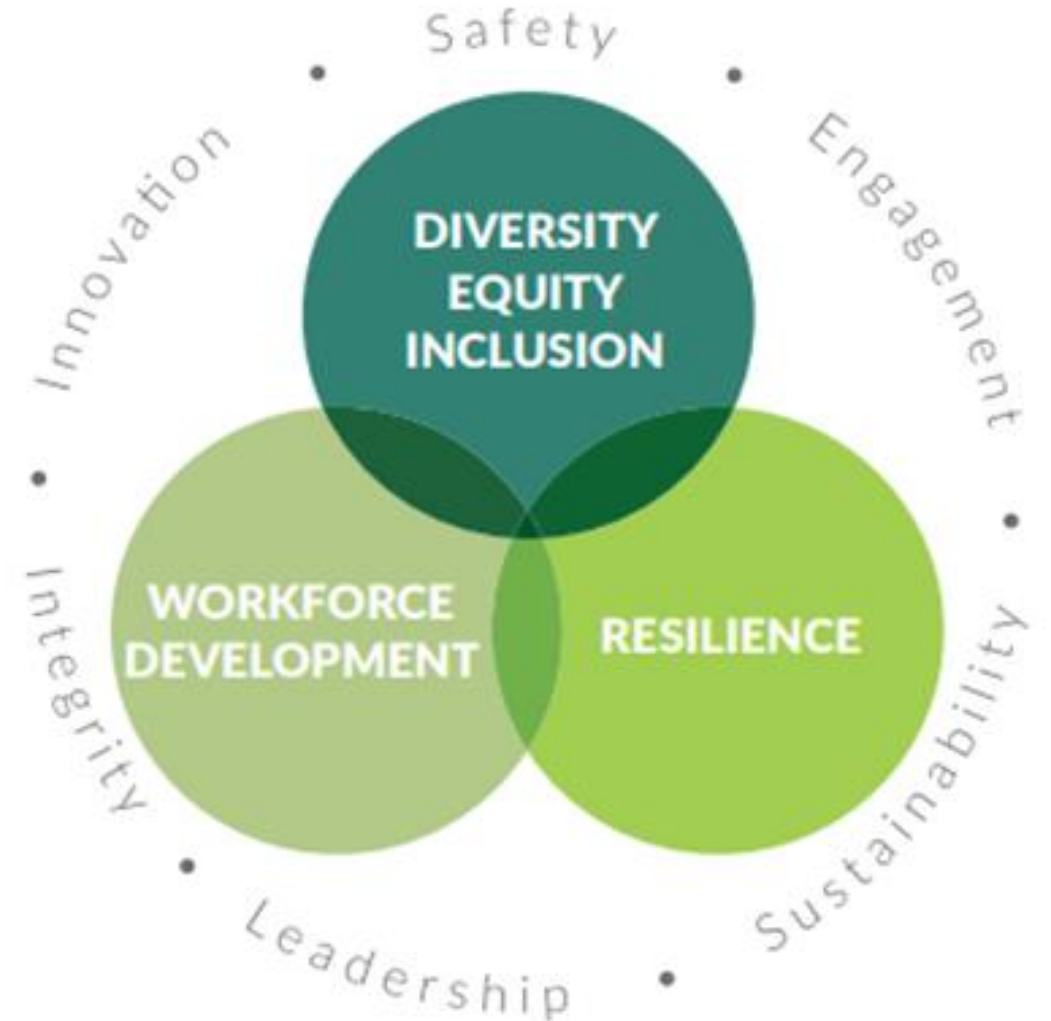 Safety
Engagement
Sustainability
Leadership
Integrity
Innovation
DIVERSITY
EQUITY
INCLUSION
WORKFORCE
DEVELOPMENT
RESILIENCE